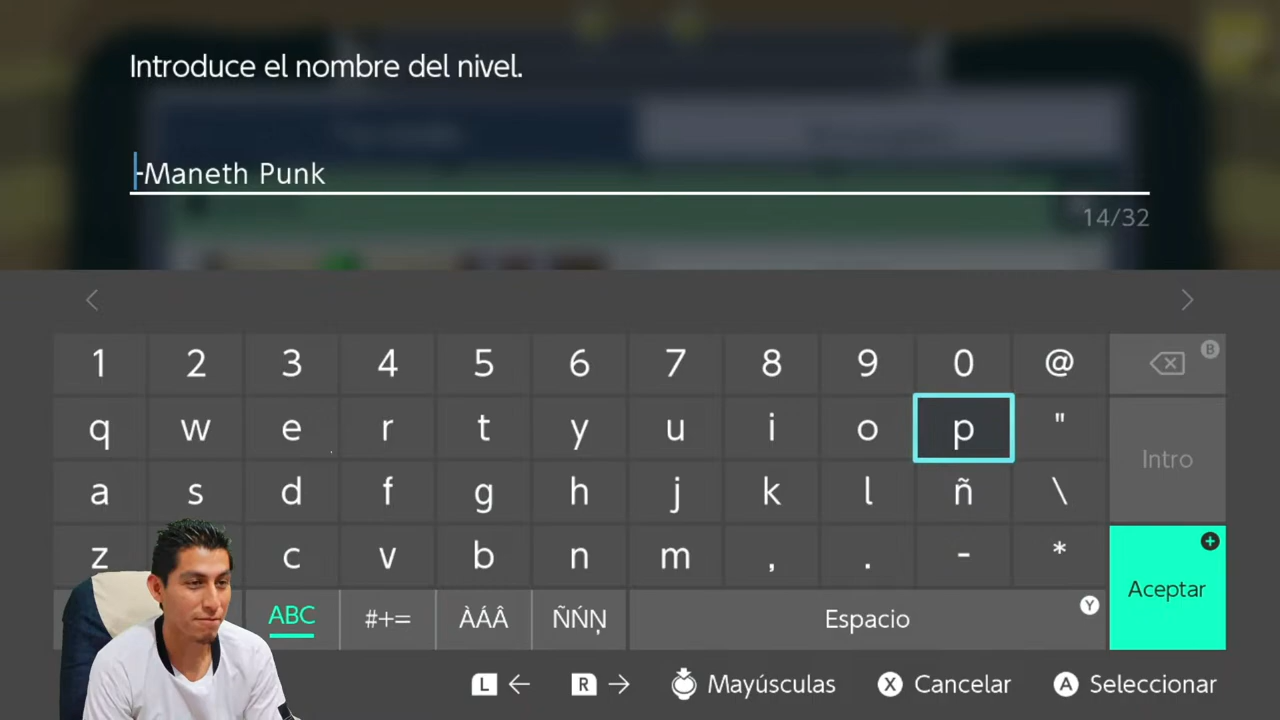 Introduce el nombre del nivel.
-Maneth Punk
14/32
1 2 3 4 5 6 7 8 9 0 @ B
q w e r t y u i o p " Intro
a s d f g h j k l ñ \
z c v b n m , . - * + Aceptar
ABC #+= ÀÁÂ ÑŃŅ Espacio Y
L ← R → Mayúsculas X Cancelar A Seleccionar